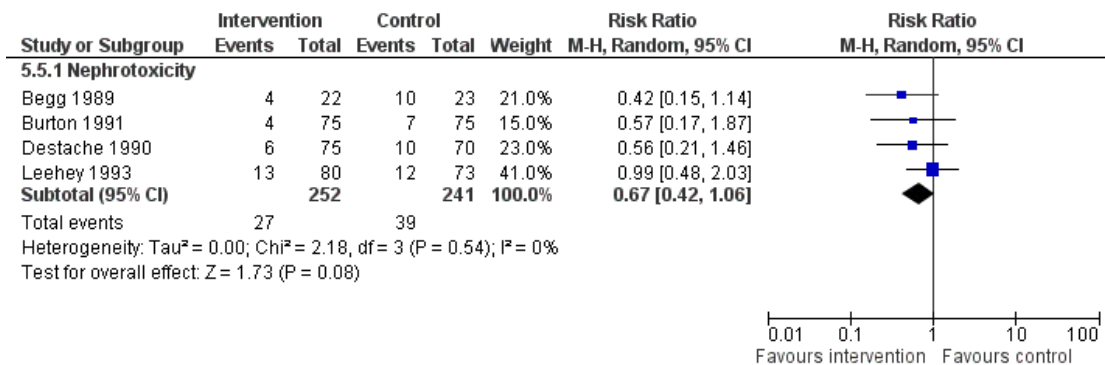 Intervention Control Risk Ratio Risk Ratio
Study or Subgroup Events Total Events Total Weight M-H, Random, 95% CI M-H, Random, 95% CI
5.5.1 Nephrotoxicity
Begg 1989 4 22 10 23 21.0% 0.42 [0.15, 1.14]
Burton 1991 4 75 7 75 15.0% 0.57 [0.17, 1.87]
Destache 1990 6 75 10 70 23.0% 0.56 [0.21, 1.46]
Leehey 1993 13 80 12 73 41.0% 0.99 [0.48, 2.03]
Subtotal (95% CI) 252 241 100.0% 0.67 [0.42, 1.06]
Total events 27 39
Heterogeneity: Tau² = 0.00; Chi² = 2.18, df = 3 (P = 0.54); I² = 0%
Test for overall effect: Z = 1.73 (P = 0.08)
0.01 0.1 1 10 100
Favours intervention Favours control